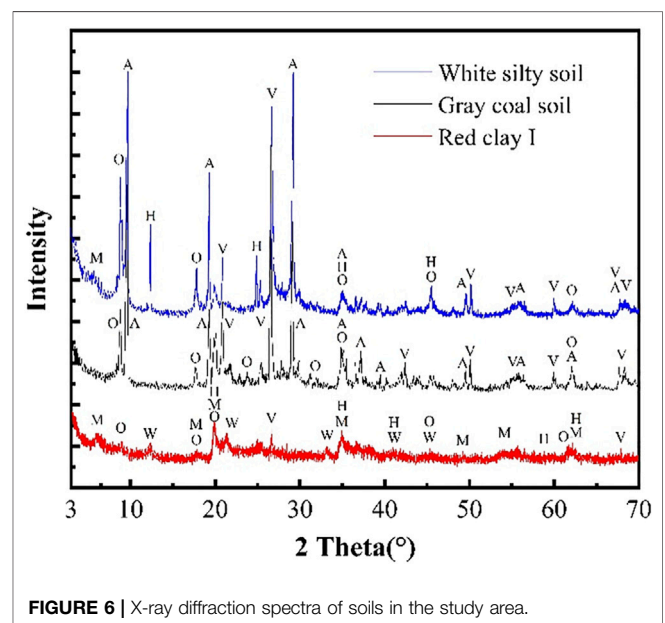 White silty soil
Gray coal soil
Red clay I
A
A
V
O
A
H
H
M
O
V
Λ
H
O
H
O
A
V
V
A
V
O
V
Λ
V
O
Λ
Λ
V
V
Λ
O
O
O
A
O
Λ
A
V
A
V
V
A
V
O
A
V
M
O
W
M
O
M
O
W
V
W
H
M
H
W
O
W
M
M
H
O
H
M
V
Intensity
3 10 20 30 40 50 60 70
2 Theta(°)
FIGURE 6 | X-ray diffraction spectra of soils in the study area.